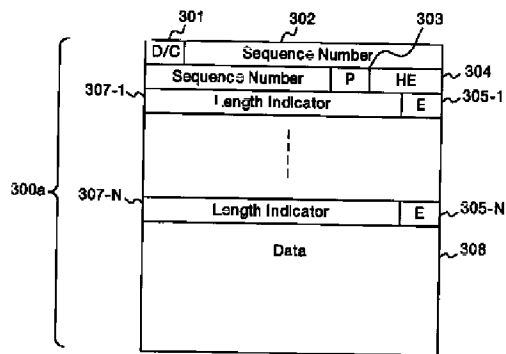 301 302 303
D/C Sequence Number
Sequence Number P HE 304
307-1 Length Indicator E 305-1
300a
307-N Length Indicator E 305-N
Data 308